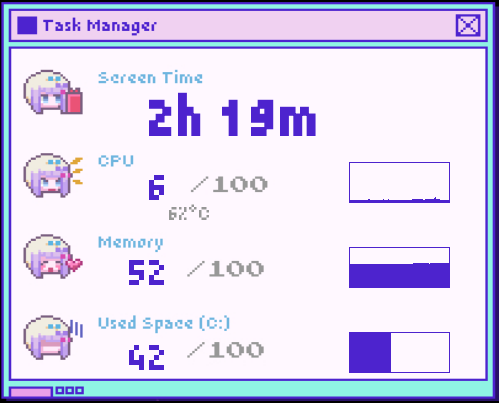 Task Manager
Screen Time
2h 19m
CPU
6 /100
62°C
Memory
52 /100
Used Space (C:)
42 /100